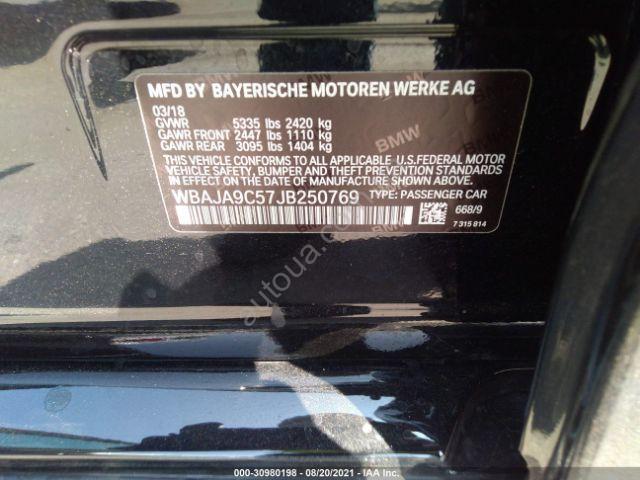 MFD BY BAYERISCHE MOTOREN WERKE AG
03/18
GVWR 5335 lbs 2420 kg
GAWR FRONT 2447 lbs 1110 kg
GAWR REAR 3095 lbs 1404 kg
THIS VEHICLE CONFORMS TO ALL APPLICABLE U.S.FEDERAL MOTOR
VEHICLE SAFETY, BUMPER AND THEFT PREVENTION STANDARDS
IN EFFECT ON THE DATE OF MANUFACTURE SHOWN ABOVE.
WBAJA9C57JB250769 TYPE: PASSENGER CAR
668/9
7 315 814
BMW
autoua.com
000-30980198 - 08/20/2021 - IAA Inc.